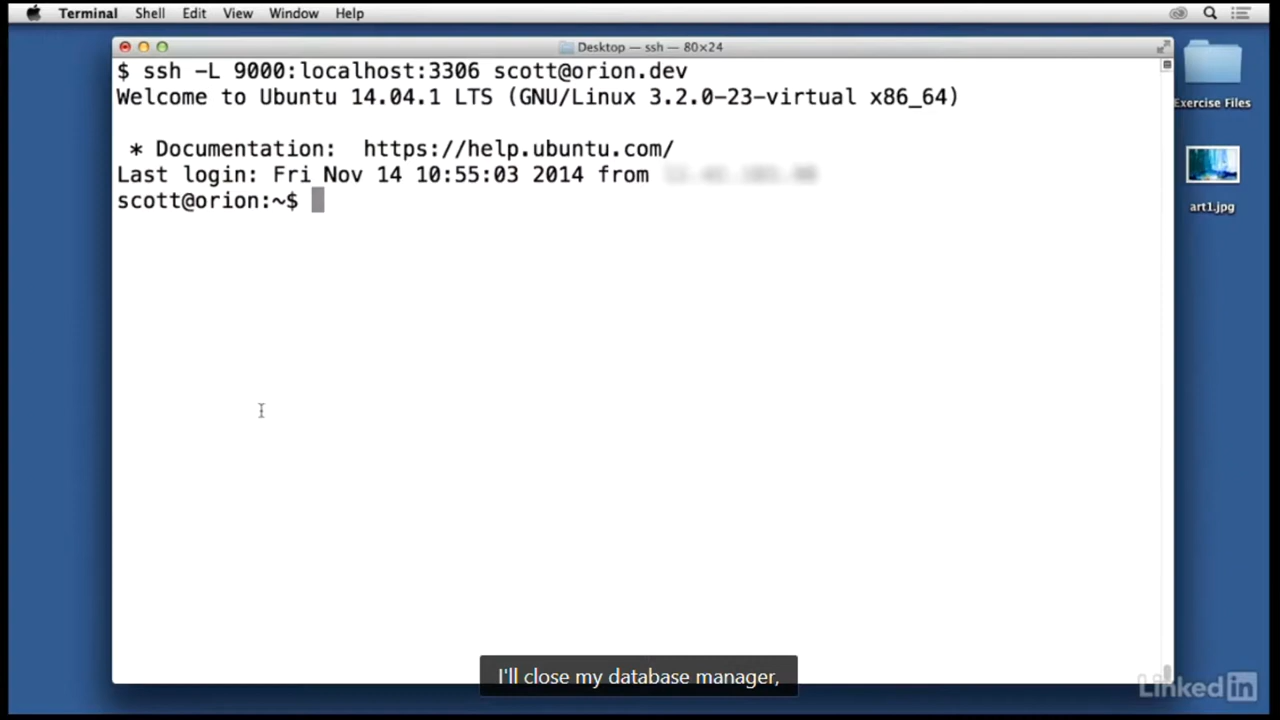 Terminal Shell Edit View Window Help
Desktop — ssh — 80×24
$ ssh -L 9000:localhost:3306 scott@orion.dev
Welcome to Ubuntu 14.04.1 LTS (GNU/Linux 3.2.0-23-virtual x86_64)
* Documentation:  https://help.ubuntu.com/
Last login: Fri Nov 14 10:55:03 2014 from
scott@orion:~$
Exercise Files
art1.jpg
I'll close my database manager,
LinkedIn